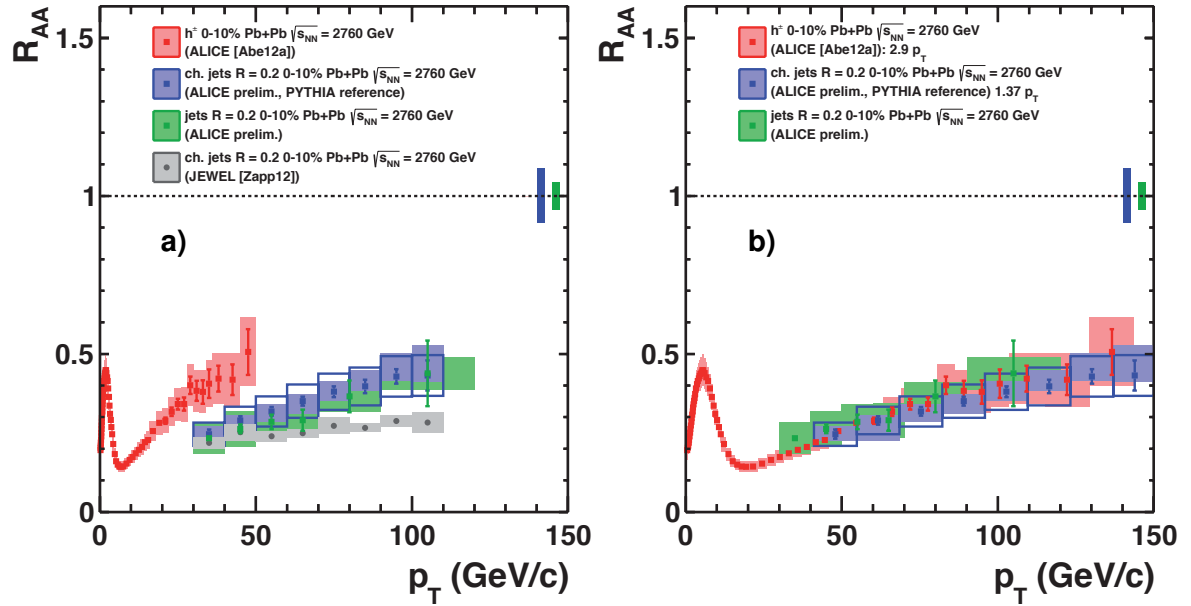 R_AA
1.5
1
0.5
0
h± 0-10% Pb+Pb √s_NN = 2760 GeV
(ALICE [Abe12a])
ch. jets R = 0.2 0-10% Pb+Pb √s_NN = 2760 GeV
(ALICE prelim., PYTHIA reference)
jets R = 0.2 0-10% Pb+Pb √s_NN = 2760 GeV
(ALICE prelim.)
ch. jets R = 0.2 0-10% Pb+Pb √s_NN = 2760 GeV
(JEWEL [Zapp12])
a)
0 50 100 150
p_T (GeV/c)
R_AA
1.5
1
0.5
0
h± 0-10% Pb+Pb √s_NN = 2760 GeV
(ALICE [Abe12a]): 2.9 p_T
ch. jets R = 0.2 0-10% Pb+Pb √s_NN = 2760 GeV
(ALICE prelim., PYTHIA reference) 1.37 p_T
jets R = 0.2 0-10% Pb+Pb √s_NN = 2760 GeV
(ALICE prelim.)
b)
0 50 100 150
p_T (GeV/c)